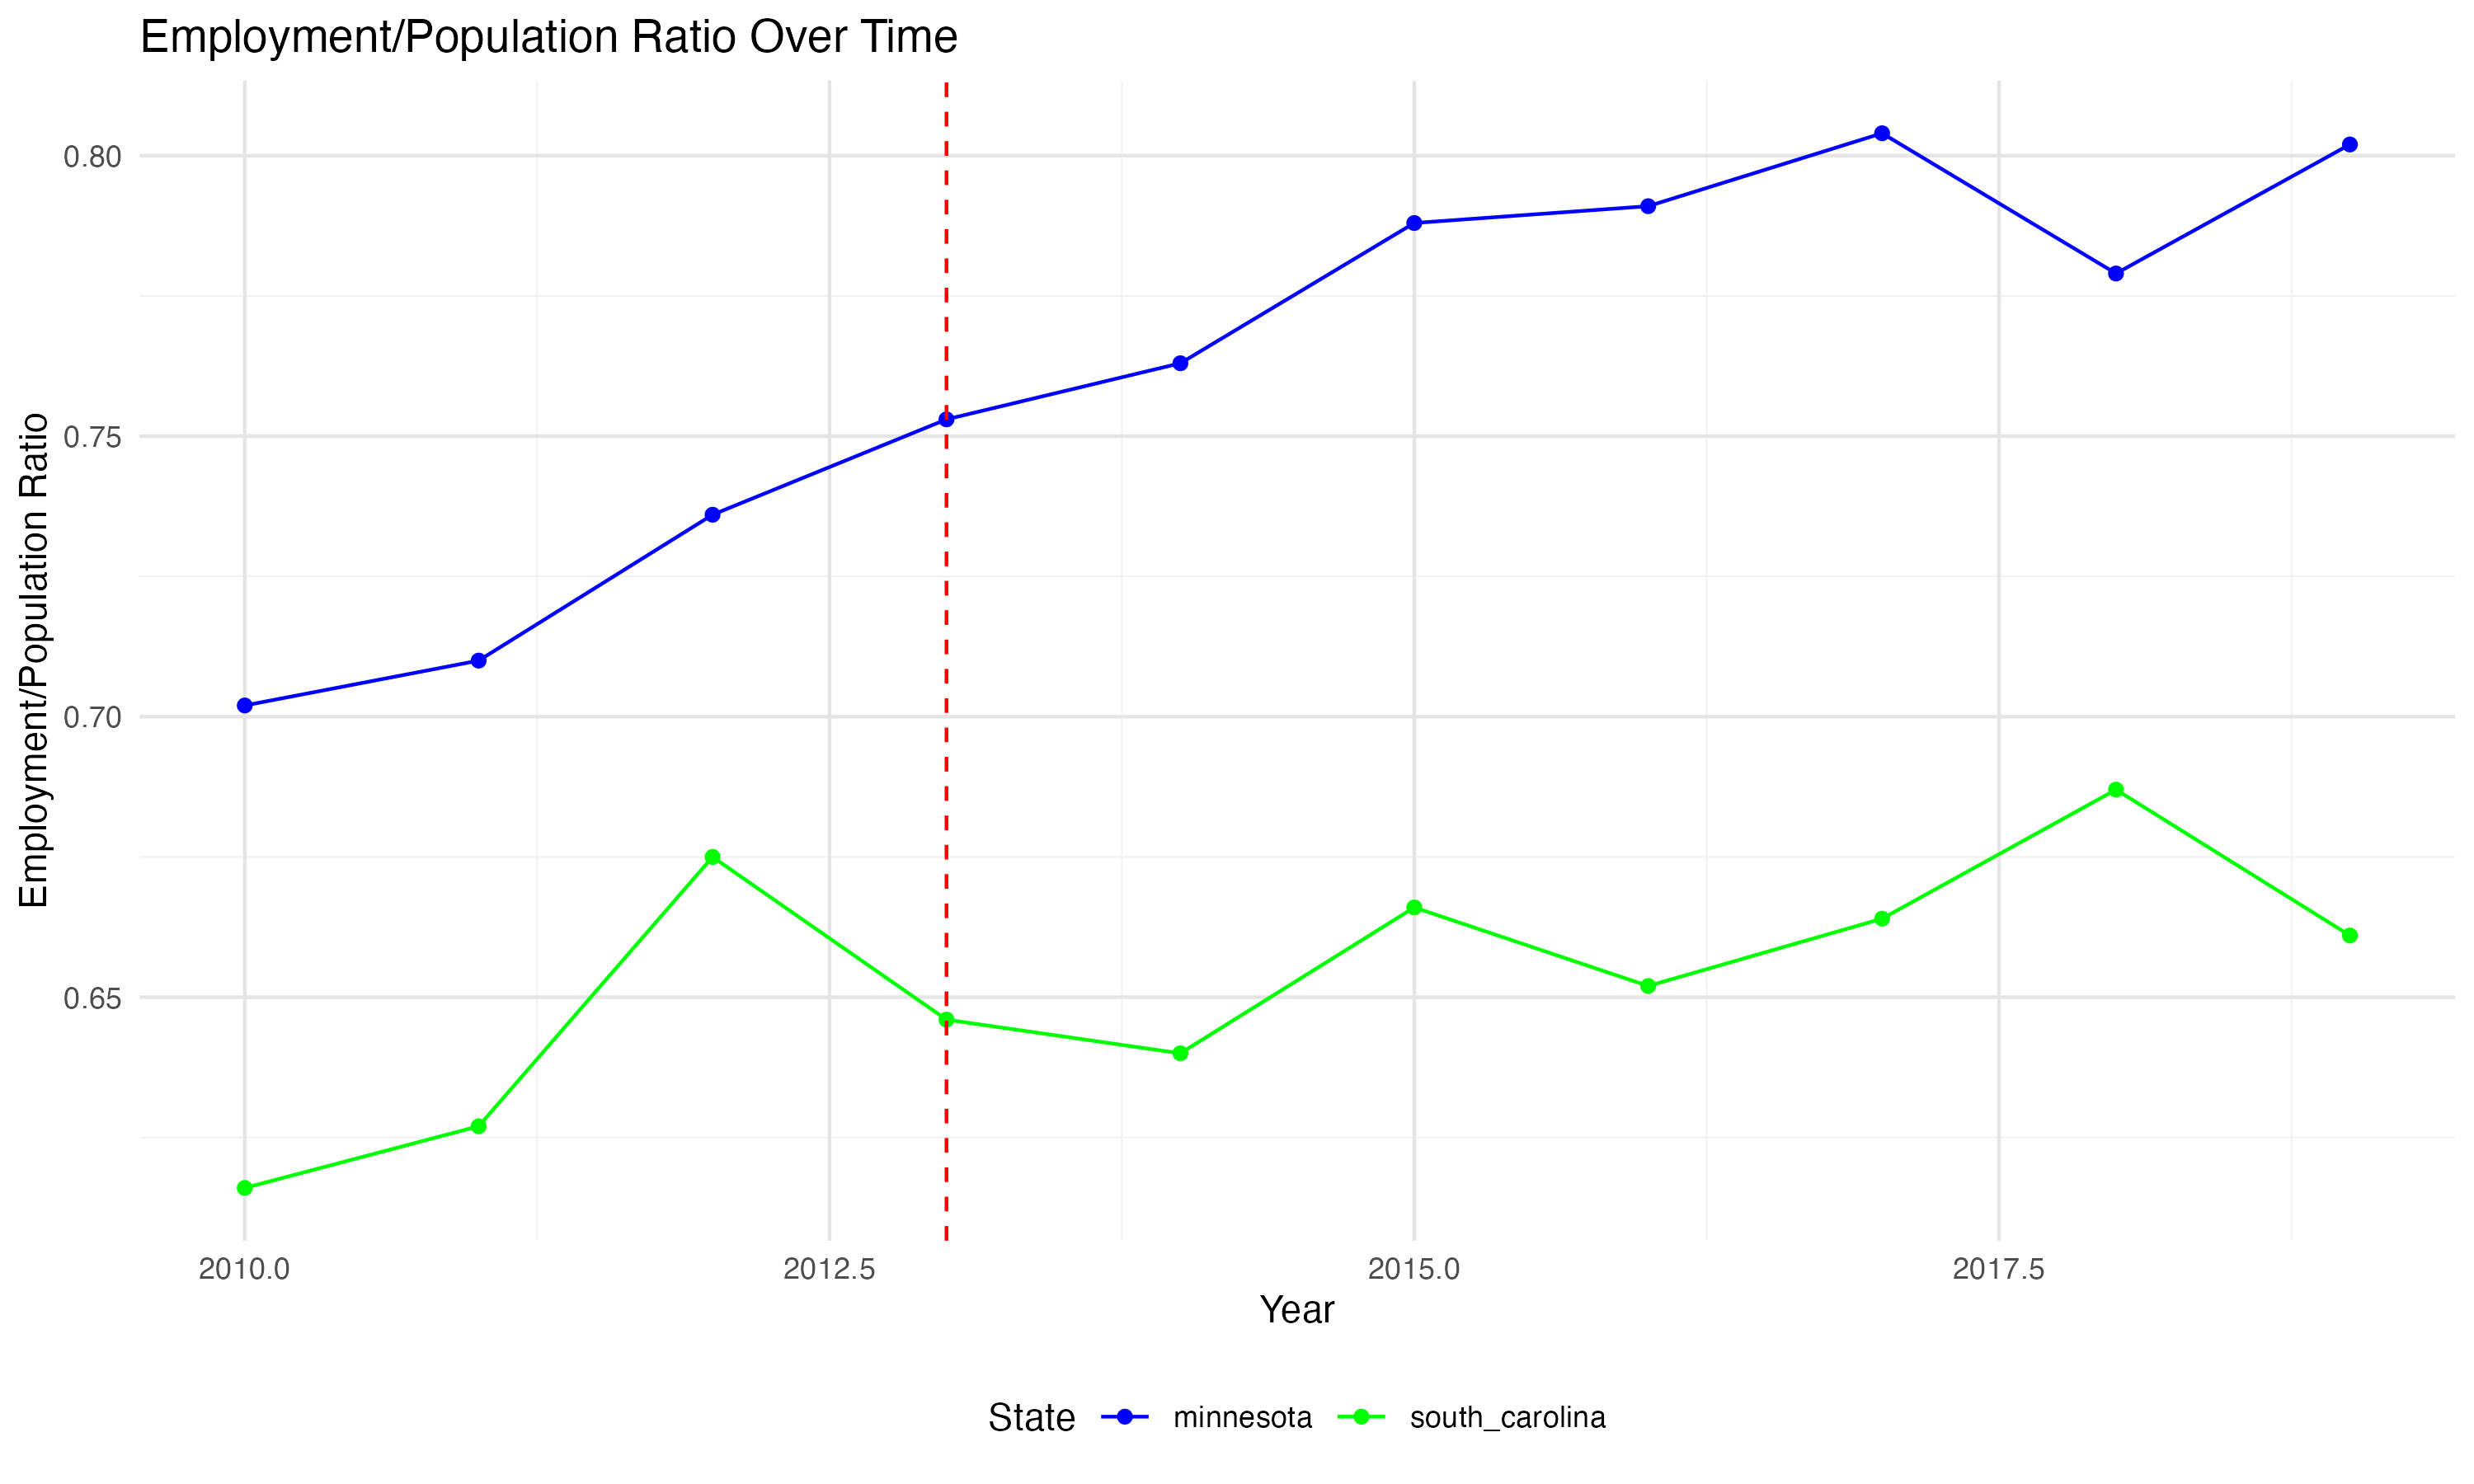 Employment/Population Ratio Over Time
Employment/Population Ratio
0.80
0.75
0.70
0.65
2010.0 2012.5 2015.0 2017.5
Year
State minnesota south_carolina